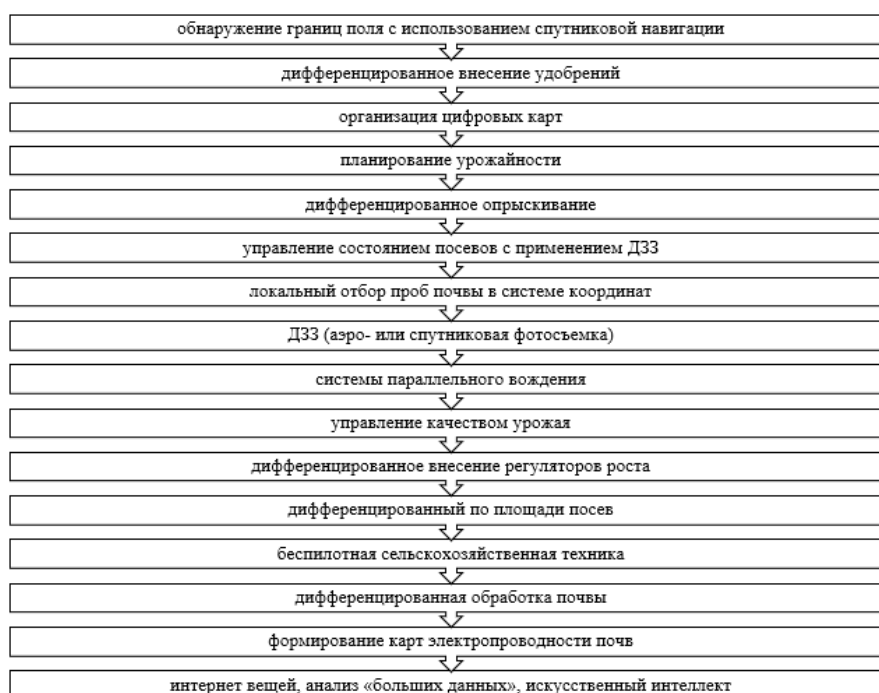 обнаружение границ поля с использованием спутниковой навигации
дифференцированное внесение удобрений
организация цифровых карт
планирование урожайности
дифференцированное опрыскивание
управление состоянием посевов с применением ДЗЗ
локальный отбор проб почвы в системе координат
ДЗЗ (аэро- или спутниковая фотосъемка)
системы параллельного вождения
управление качеством урожая
дифференцированное внесение регуляторов роста
дифференцированный по площади посев
беспилотная сельскохозяйственная техника
дифференцированная обработка почвы
формирование карт электропроводности почв
интернет вещей, анализ «больших данных», искусственный интеллект